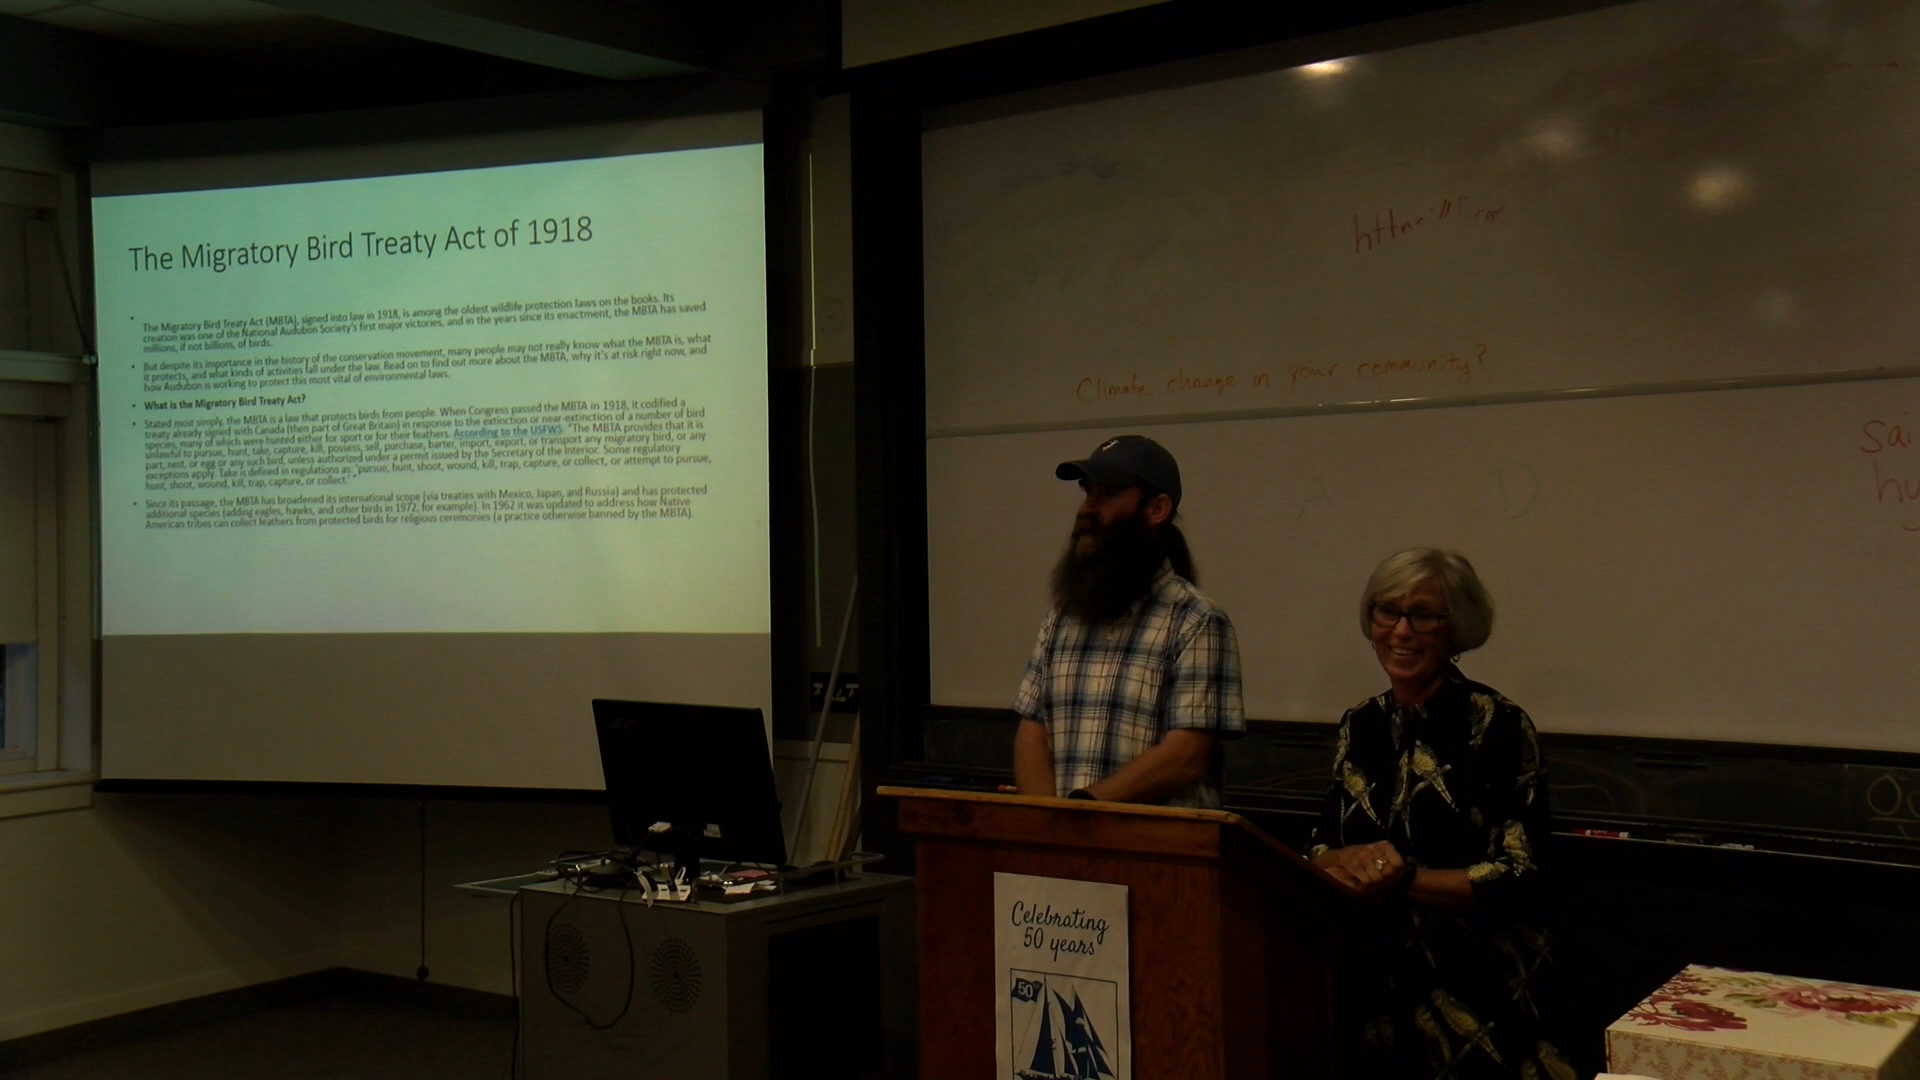 The Migratory Bird Treaty Act of 1918
The Migratory Bird Treaty Act (MBTA), signed into law in 1918, is among the oldest wildlife protection laws on the books. Its
creation was one of the National Audubon Society's first major victories, and in the years since its enactment, the MBTA has saved
millions, if not billions, of birds.
• But despite its importance in the history of the conservation movement, many people may not really know what the MBTA is, what
it protects, and what kinds of activities fall under the law. Read on to find out more about the MBTA, why it's at risk right now, and
how Audubon is working to protect this most vital of environmental laws.
• What is the Migratory Bird Treaty Act?
• Stated most simply, the MBTA is a law that protects birds from people. When Congress passed the MBTA in 1918, it codified a
treaty already signed with Canada (then part of Great Britain) in response to the extinction or near-extinction of a number of bird
species, many of which were hunted either for sport or for their feathers. According to the USFWS: "The MBTA provides that it is
unlawful to pursue, hunt, take, capture, kill, possess, sell, purchase, barter, import, export, or transport any migratory bird, or any
part, nest, or egg or any such bird, unless authorized under a permit issued by the Secretary of the Interior. Some regulatory
exceptions apply. Take is defined in regulations as: 'pursue, hunt, shoot, wound, kill, trap, capture, or collect, or attempt to pursue,
hunt, shoot, wound, kill, trap, capture, or collect.' "
• Since its passage, the MBTA has broadened its international scope (via treaties with Mexico, Japan, and Russia) and has protected
additional species (adding eagles, hawks, and other birds in 1972, for example). In 1962 it was updated to address how Native
American tribes can collect feathers from protected birds for religious ceremonies (a practice otherwise banned by the MBTA).
Climate change in your community?
Sai
hy
D
Celebrating
50 years
50